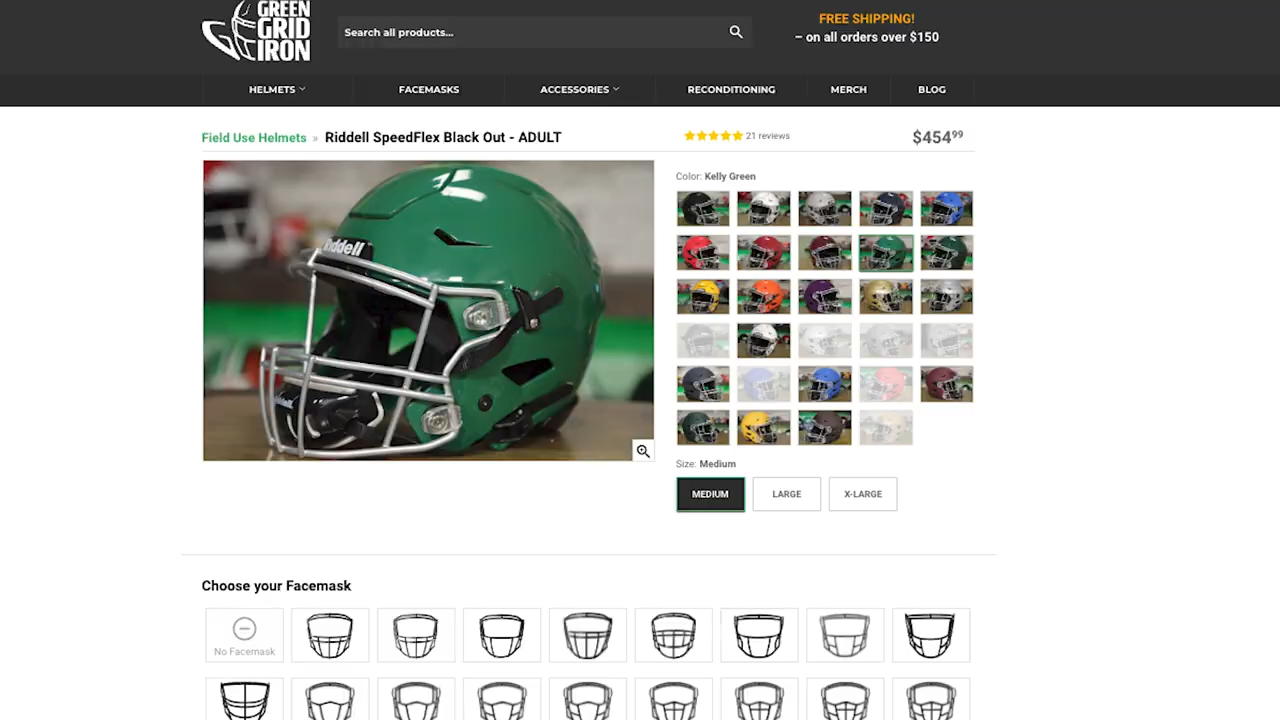 GREEN
GRID
IRON
Search all products...
FREE SHIPPING!
– on all orders over $150
HELMETS
FACEMASKS
ACCESSORIES
RECONDITIONING
MERCH
BLOG
Field Use Helmets » Riddell SpeedFlex Black Out - ADULT
21 reviews
$454.99
Riddell
Color: Kelly Green
Size: Medium
MEDIUM
LARGE
X-LARGE
Choose your Facemask
No Facemask